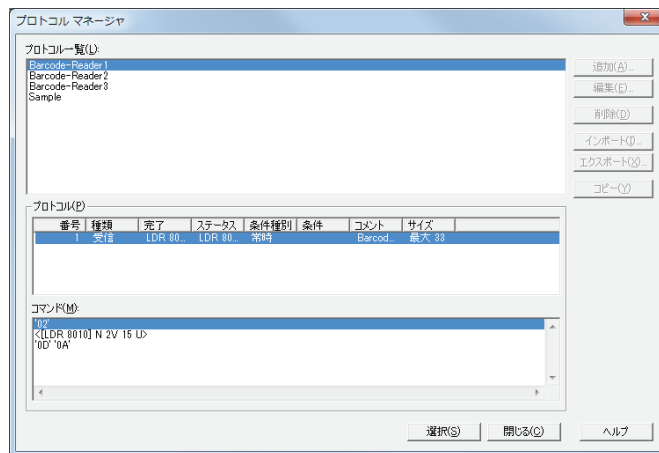 プロトコル マネージャ
プロトコル一覧(L):
Barcode-Reader1
Barcode-Reader2
Barcode-Reader3
Sample
追加(A)...
編集(E)...
削除(D)
インポート(I)...
エクスポート(X)...
コピー(Y)
プロトコル(P)
番号 種類 完了 ステータス 条件種別 条件 コメント サイズ
1 受信 LDR 80... LDR 80... 常時 Barcod... 最大 33
コマンド(M):
'02'
<[LDR 8010] N 2V 15 U>
'0D' '0A'
選択(S) 閉じる(C) ヘルプ